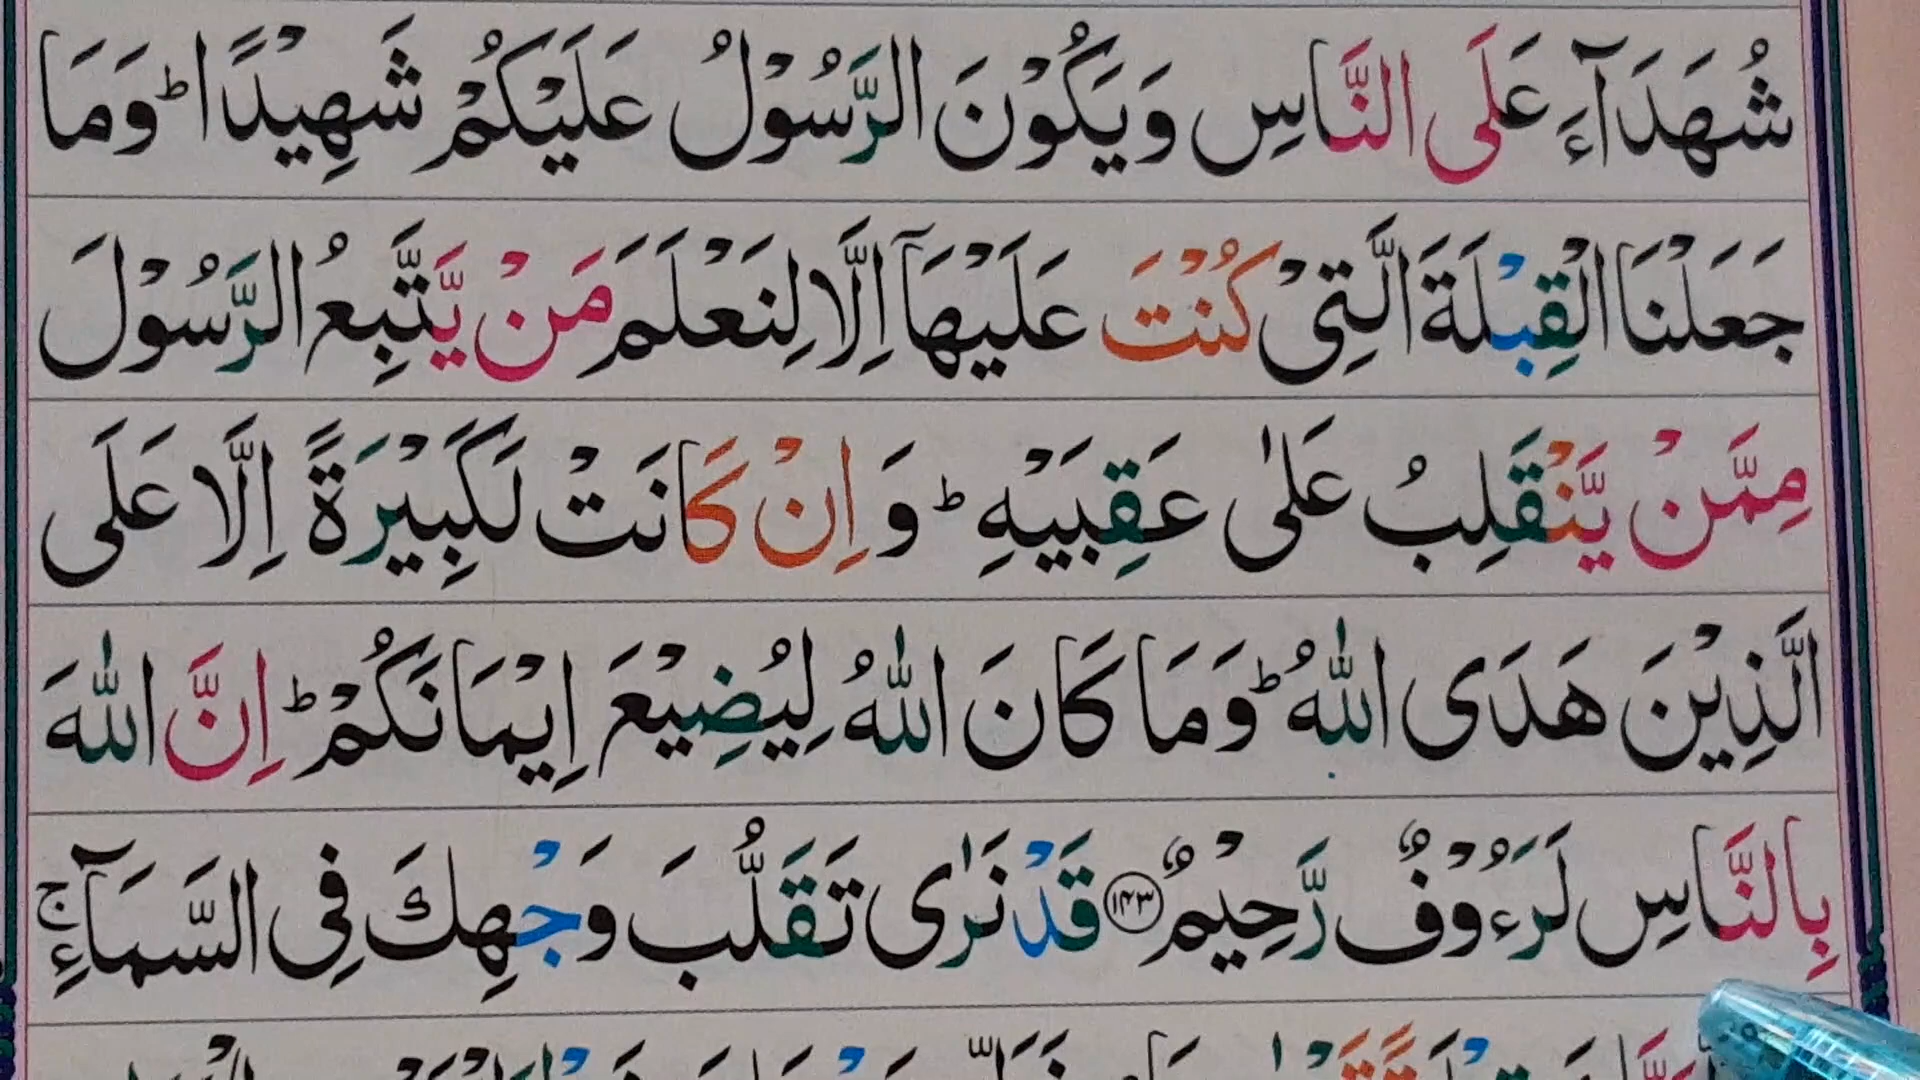 شُهَدَآءَ عَلَى النَّاسِ وَيَكُوْنَ الرَّسُوْلُ عَلَيْكُمْ شَهِيْدًا ؕ وَمَا
جَعَلْنَا الْقِبْلَةَ الَّتِىْ كُنْتَ عَلَيْهَآ اِلَّا لِنَعْلَمَ مَنْ يَّتَّبِعُ الرَّسُوْلَ
مِمَّنْ يَّنْقَلِبُ عَلٰى عَقِبَيْهِ ؕ وَ اِنْ كَانَتْ لَكَبِيْرَةً اِلَّا عَلَى
الَّذِيْنَ هَدَى اللّٰهُ ؕ وَمَا كَانَ اللّٰهُ لِيُضِيْعَ اِيْمَانَكُمْ ؕ اِنَّ اللّٰهَ
بِالنَّاسِ لَرَءُوْفٌ رَّحِيْمٌ ۝۱۴۳ قَدْ نَرٰى تَقَلُّبَ وَجْهِكَ فِى السَّمَآءِ ۚ